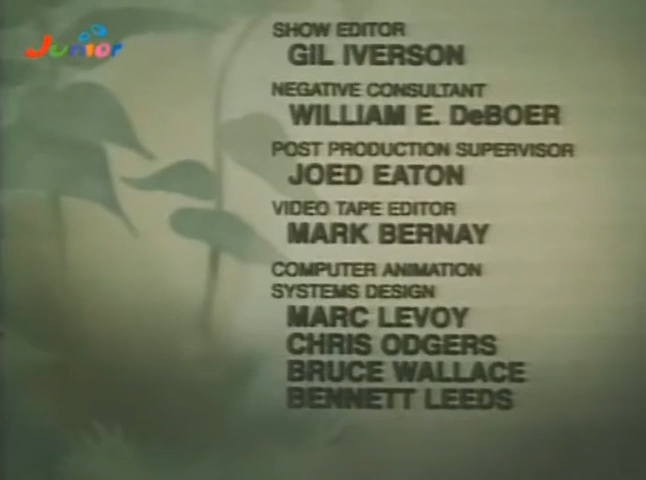 Junior
SHOW EDITOR
GIL IVERSON
NEGATIVE CONSULTANT
WILLIAM E. DeBOER
POST PRODUCTION SUPERVISOR
JOED EATON
VIDEO TAPE EDITOR
MARK BERNAY
COMPUTER ANIMATION
SYSTEMS DESIGN
MARC LEVOY
CHRIS ODGERS
BRUCE WALLACE
BENNETT LEEDS